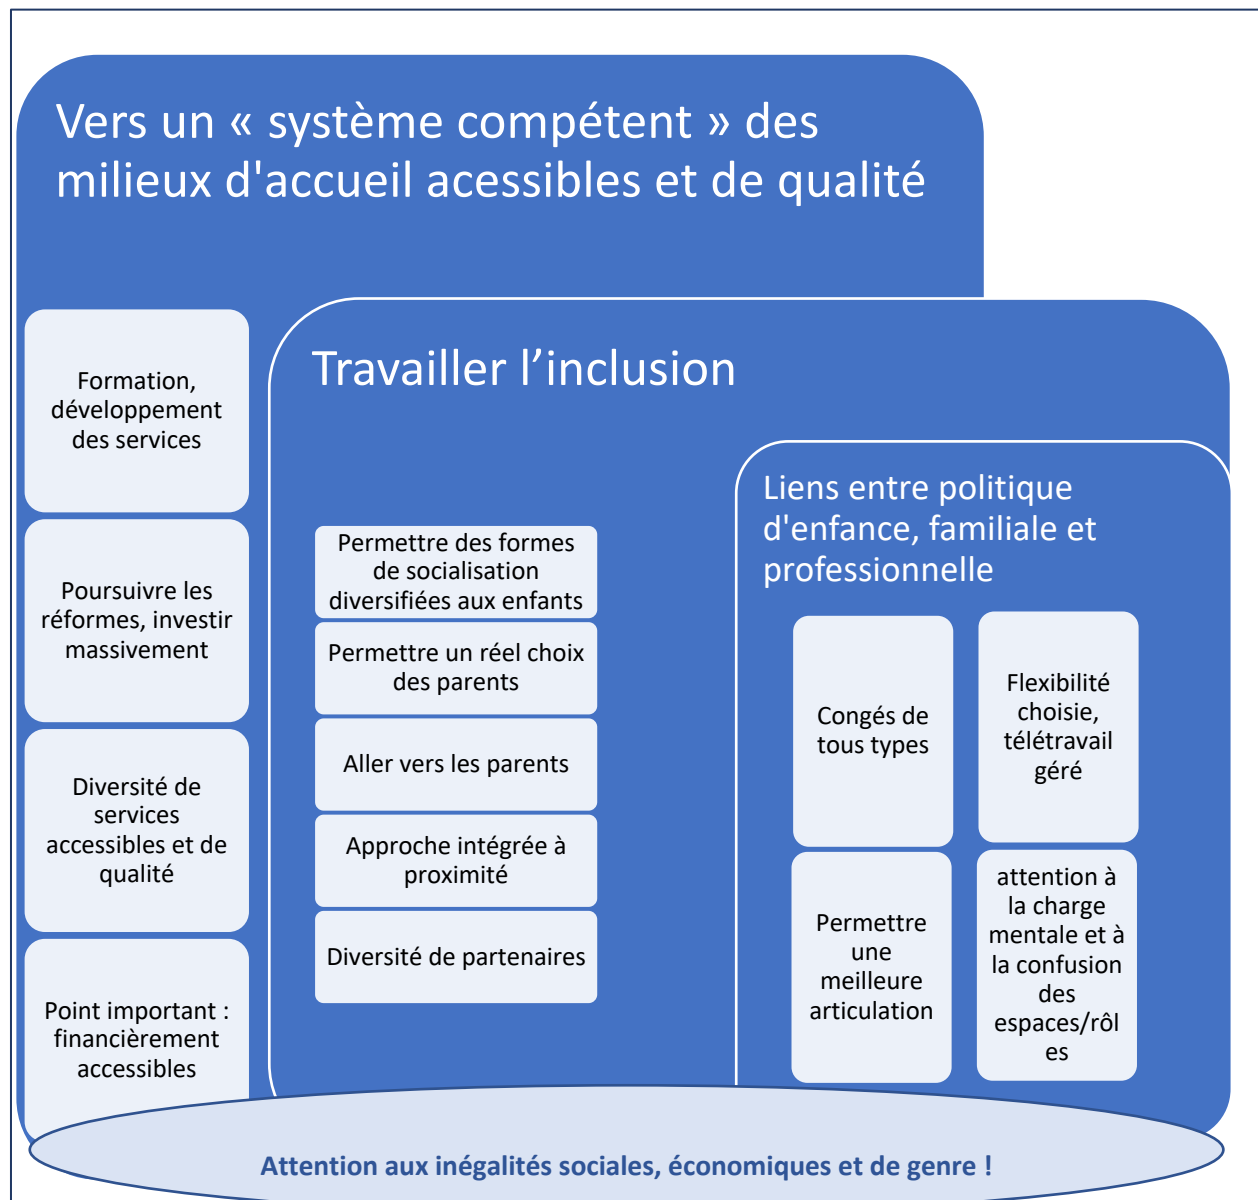 Vers un « système compétent » des
milieux d'accueil acessibles et de qualité
Formation,
développement
des services
Poursuivre les
réformes, investir
massivement
Diversité de
services
accessibles et de
qualité
Point important :
financièrement
accessibles
Travailler l’inclusion
Permettre des formes
de socialisation
diversifiées aux enfants
Permettre un réel choix
des parents
Aller vers les parents
Approche intégrée à
proximité
Diversité de partenaires
Liens entre politique
d'enfance, familiale et
professionnelle
Congés de
tous types
Flexibilité
choisie,
télétravail
géré
Permettre
une
meilleure
articulation
attention à
la charge
mentale et à
la confusion
des
espaces/rôl
es
Attention aux inégalités sociales, économiques et de genre !